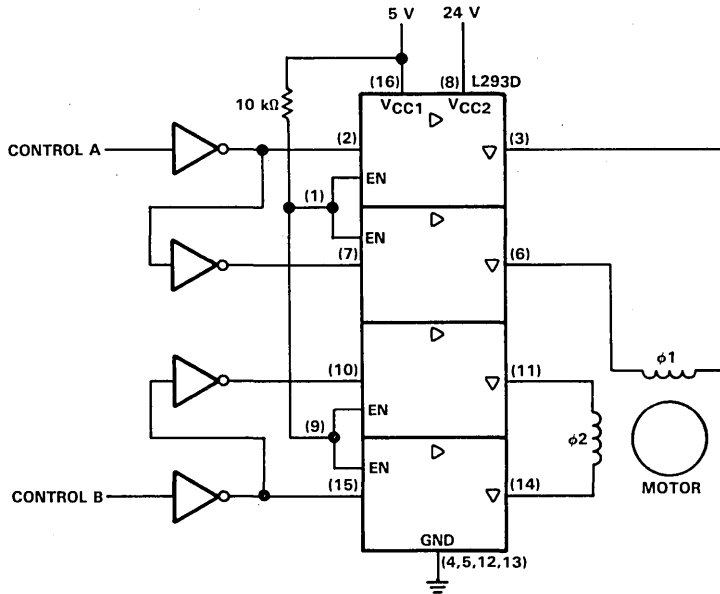 5 V 24 V
(16) (8) L293D
10 kΩ VCC1 VCC2
CONTROL A (2) ▷ ▽ (3)
EN
(1)
EN ▷
(7) ▽ (6)
▷ φ1
(10) ▽ (11)
EN
(9) φ2
EN ▷
MOTOR
CONTROL B (15) ▽ (14)
GND
(4,5,12,13)